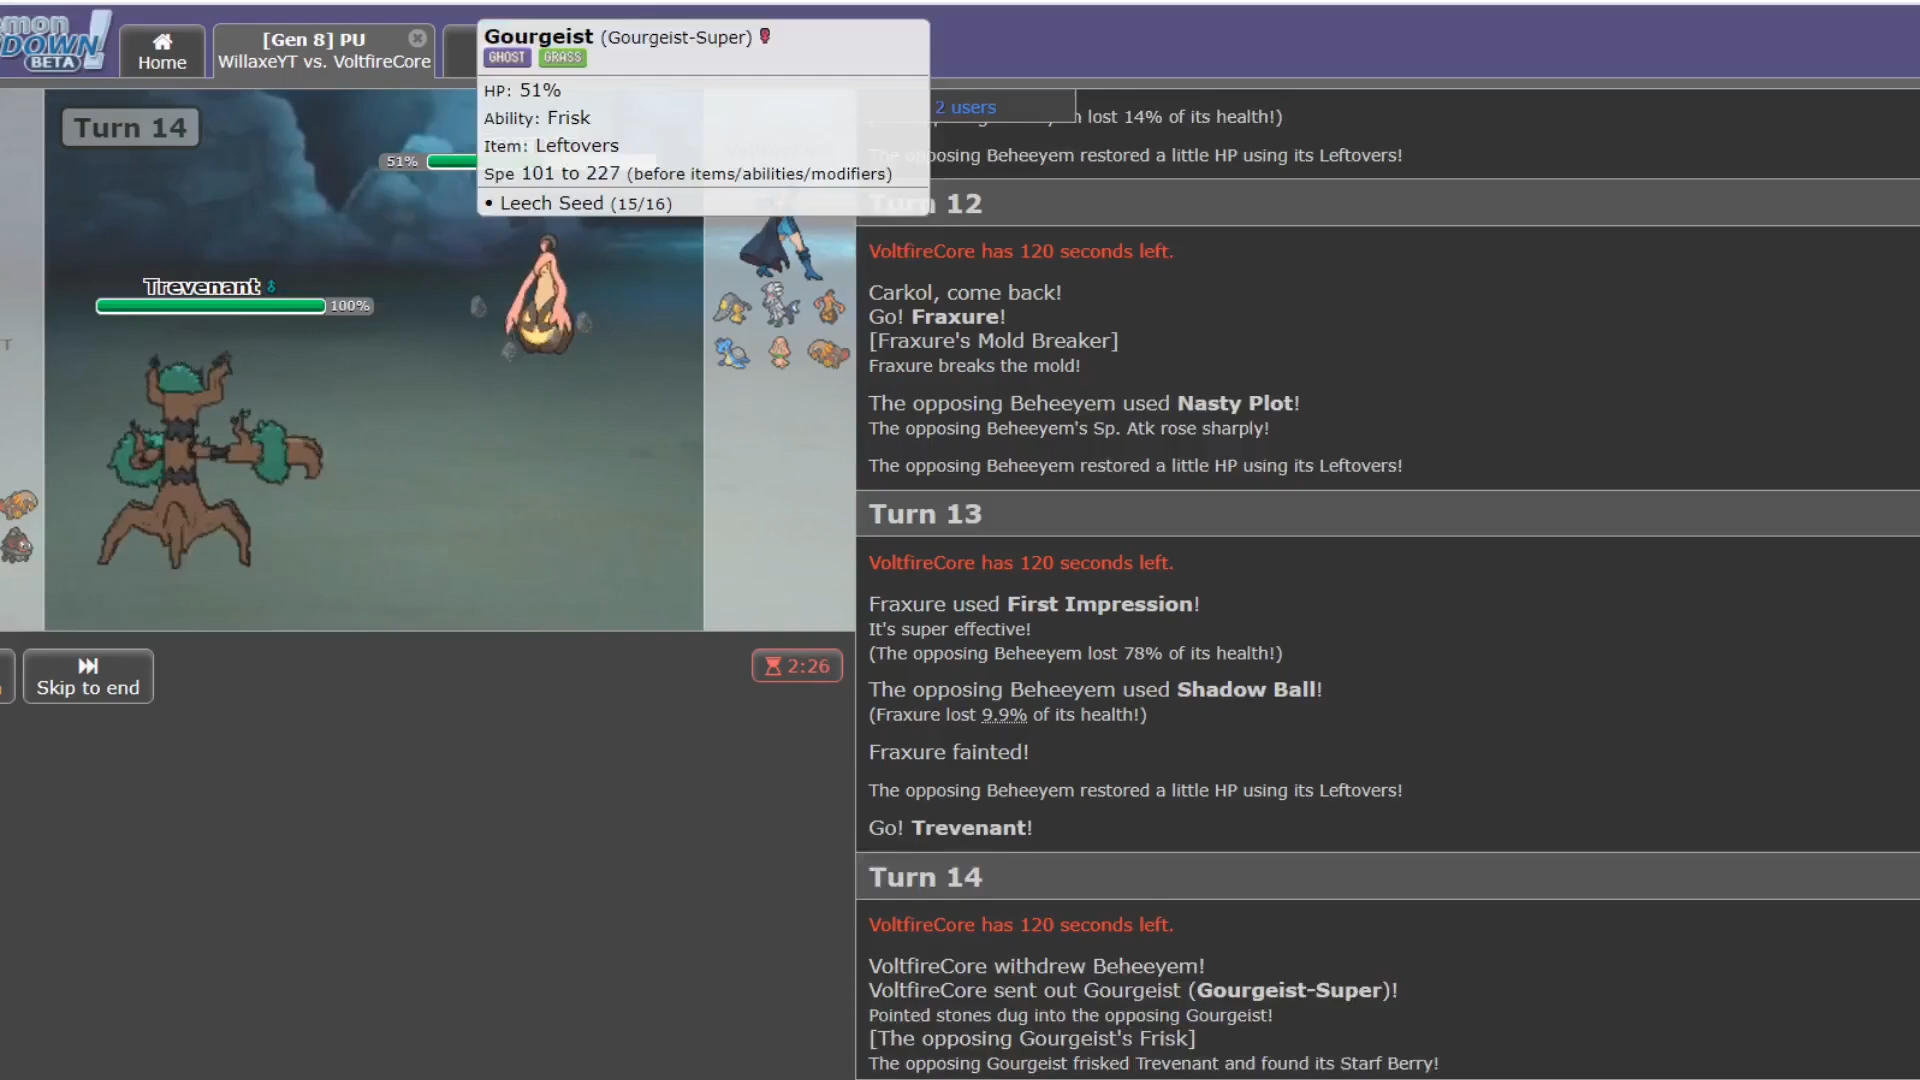 mon
DOWN!
BETA
Home
[Gen 8] PU
WillaxeYT vs. VoltfireCore
Gourgeist (Gourgeist-Super)
GHOST GRASS
HP: 51%
Ability: Frisk
Item: Leftovers
Spe 101 to 227 (before items/abilities/modifiers)
• Leech Seed (15/16)
Turn 14
51%
Trevenant
100%
Skip to end
2:26
2 users
lost 14% of its health!)
The opposing Beheeyem restored a little HP using its Leftovers!
Turn 12
VoltfireCore has 120 seconds left.
Carkol, come back!
Go! Fraxure!
[Fraxure's Mold Breaker]
Fraxure breaks the mold!
The opposing Beheeyem used Nasty Plot!
The opposing Beheeyem's Sp. Atk rose sharply!
The opposing Beheeyem restored a little HP using its Leftovers!
Turn 13
VoltfireCore has 120 seconds left.
Fraxure used First Impression!
It's super effective!
(The opposing Beheeyem lost 78% of its health!)
The opposing Beheeyem used Shadow Ball!
(Fraxure lost 9.9% of its health!)
Fraxure fainted!
The opposing Beheeyem restored a little HP using its Leftovers!
Go! Trevenant!
Turn 14
VoltfireCore has 120 seconds left.
VoltfireCore withdrew Beheeyem!
VoltfireCore sent out Gourgeist (Gourgeist-Super)!
Pointed stones dug into the opposing Gourgeist!
[The opposing Gourgeist's Frisk]
The opposing Gourgeist frisked Trevenant and found its Starf Berry!